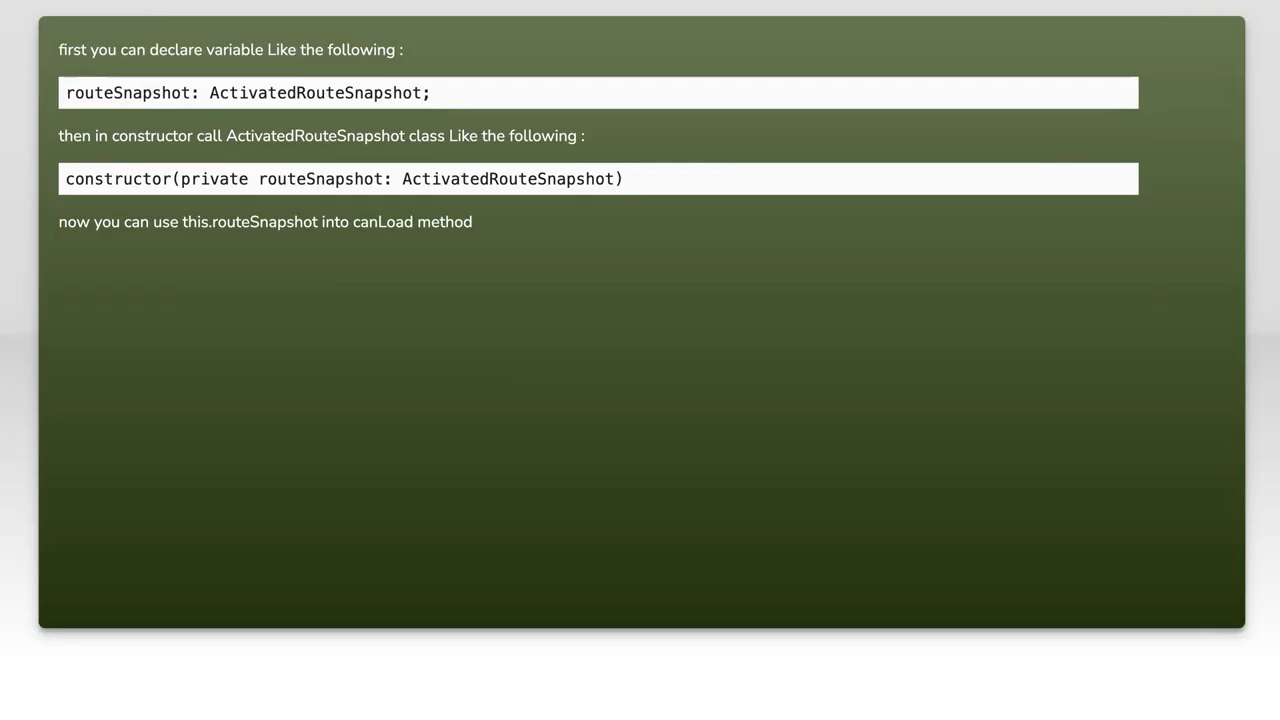 first you can declare variable Like the following :
routeSnapshot: ActivatedRouteSnapshot;
then in constructor call ActivatedRouteSnapshot class Like the following :
constructor(private routeSnapshot: ActivatedRouteSnapshot)
now you can use this.routeSnapshot into canLoad method